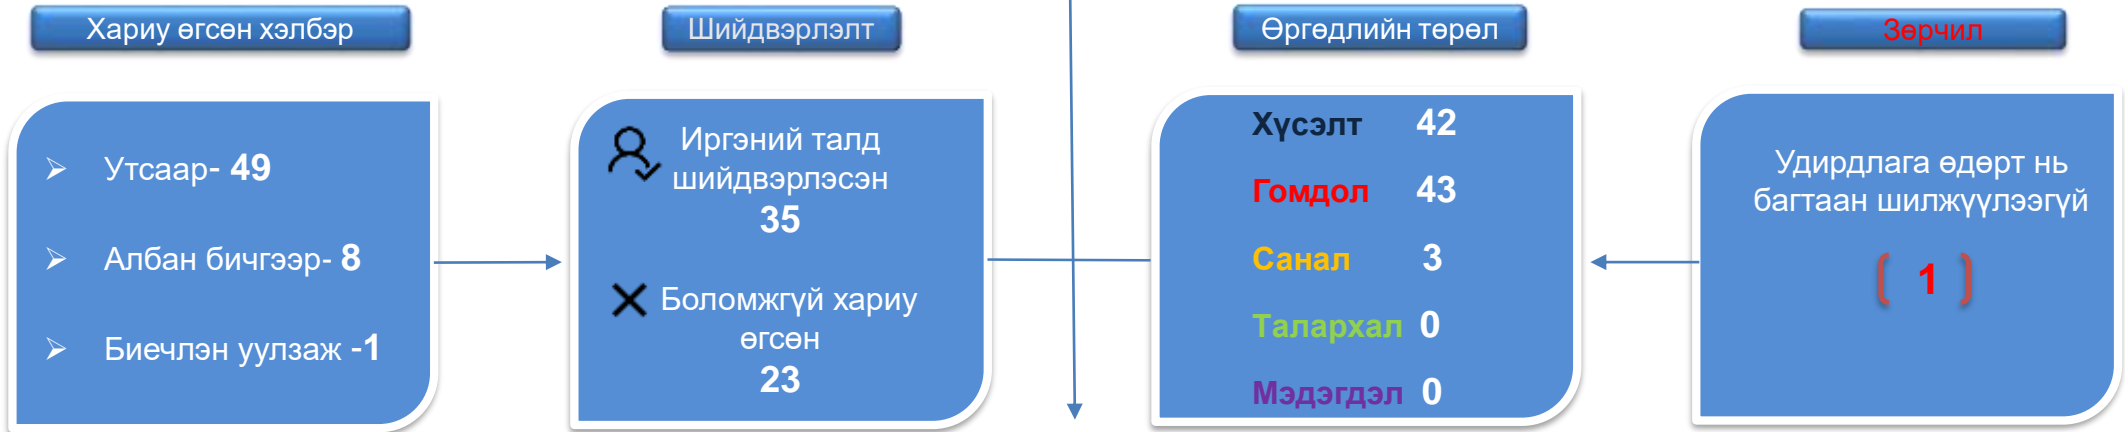 Хариу өгсөн хэлбэр
Утсаар- 49
Албан бичгээр- 8
Биечлэн уулзаж -1
Шийдвэрлэлт
Иргэний талд
шийдвэрлэсэн
35
Боломжгүй хариу
өгсөн
23
Өргөдлийн төрөл
Хүсэлт 42
Гомдол 43
Санал 3
Талархал 0
Мэдэгдэл 0
Зөрчил
Удирдлага өдөрт нь
багтаан шилжүүлээгүй
[ 1 ]